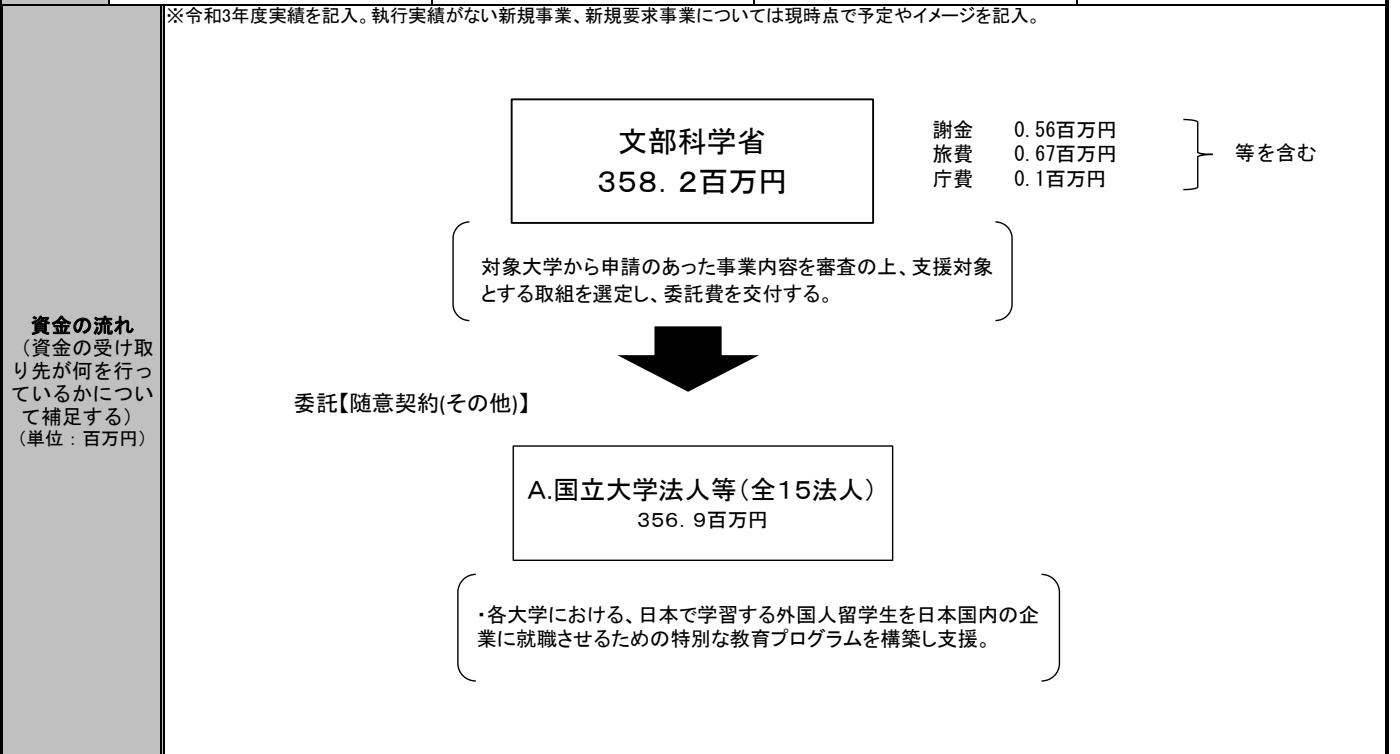 ※令和3年度実績を記入。執行実績がない新規事業、新規要求事業については現時点で予定やイメージを記入。
資金の流れ
（資金の受け取
り先が何を行っ
ているかについ
て補足する）
（単位：百万円）
文部科学省
358．2百万円
謝金 0.56百万円
旅費 0.67百万円
庁費 0.1百万円
等を含む
対象大学から申請のあった事業内容を審査の上、支援対象
とする取組を選定し、委託費を交付する。
委託【随意契約(その他)】
A.国立大学法人等（全１５法人）
356．9百万円
・各大学における、日本で学習する外国人留学生を日本国内の企
業に就職させるための特別な教育プログラムを構築し支援。